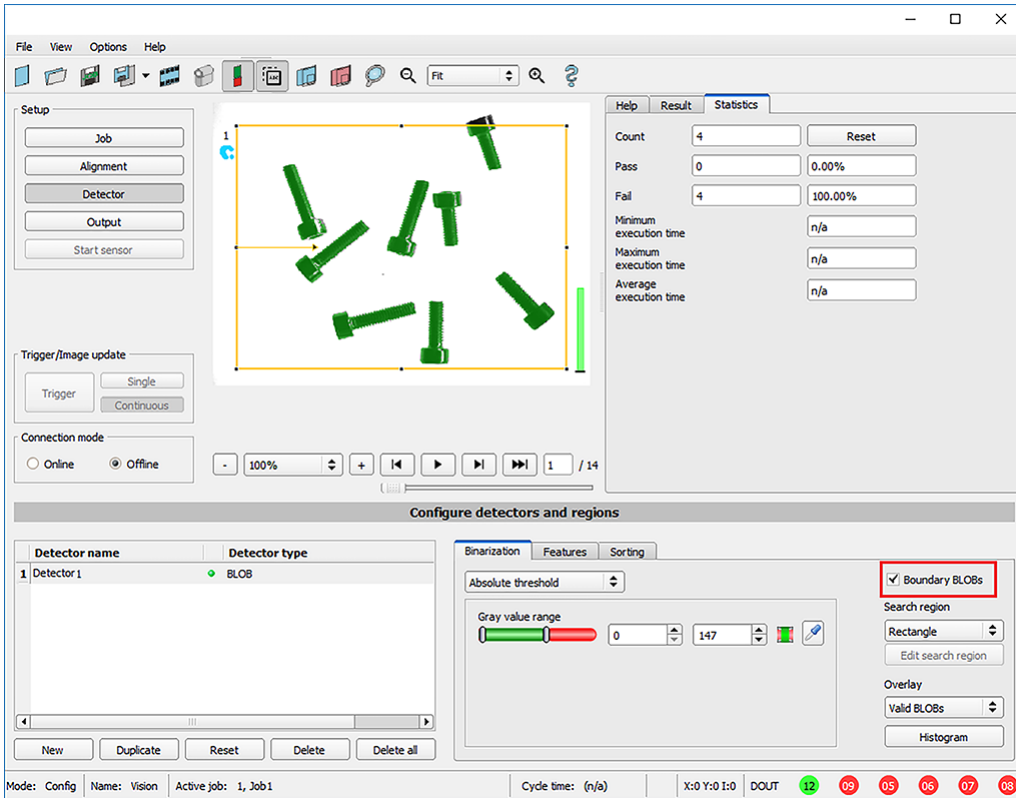 File View Options Help
Fit
ABC
Setup
Job
Alignment
Detector
Output
Start sensor
Trigger/Image update
Trigger
Single
Continuous
Connection mode
Online Offline
1
- 100% + 1 / 14
Help Result Statistics
Count 4 Reset
Pass 0 0.00%
Fail 4 100.00%
Minimum
execution time n/a
Maximum
execution time n/a
Average
execution time n/a
Configure detectors and regions
Detector name Detector type
1 Detector1 BLOB
New Duplicate Reset Delete Delete all
Binarization Features Sorting
Absolute threshold
Gray value range
0 147
Boundary BLOBs
Search region
Rectangle
Edit search region
Overlay
Valid BLOBs
Histogram
Mode: Config Name: Vision Active job: 1, Job1 Cycle time: (n/a) X:0 Y:0 I:0 DOUT 12 09 05 06 07 08